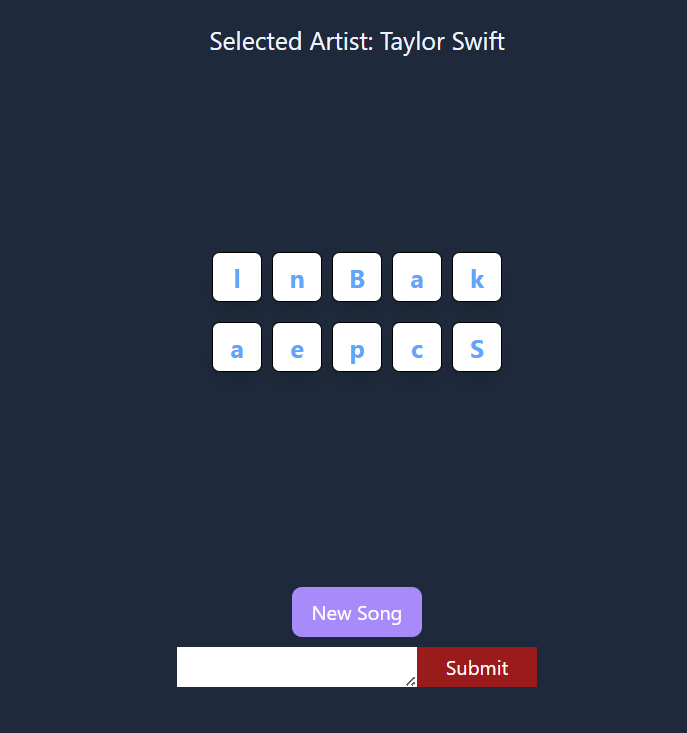 Selected Artist: Taylor Swift
l n B a k
a e p c S
New Song
Submit